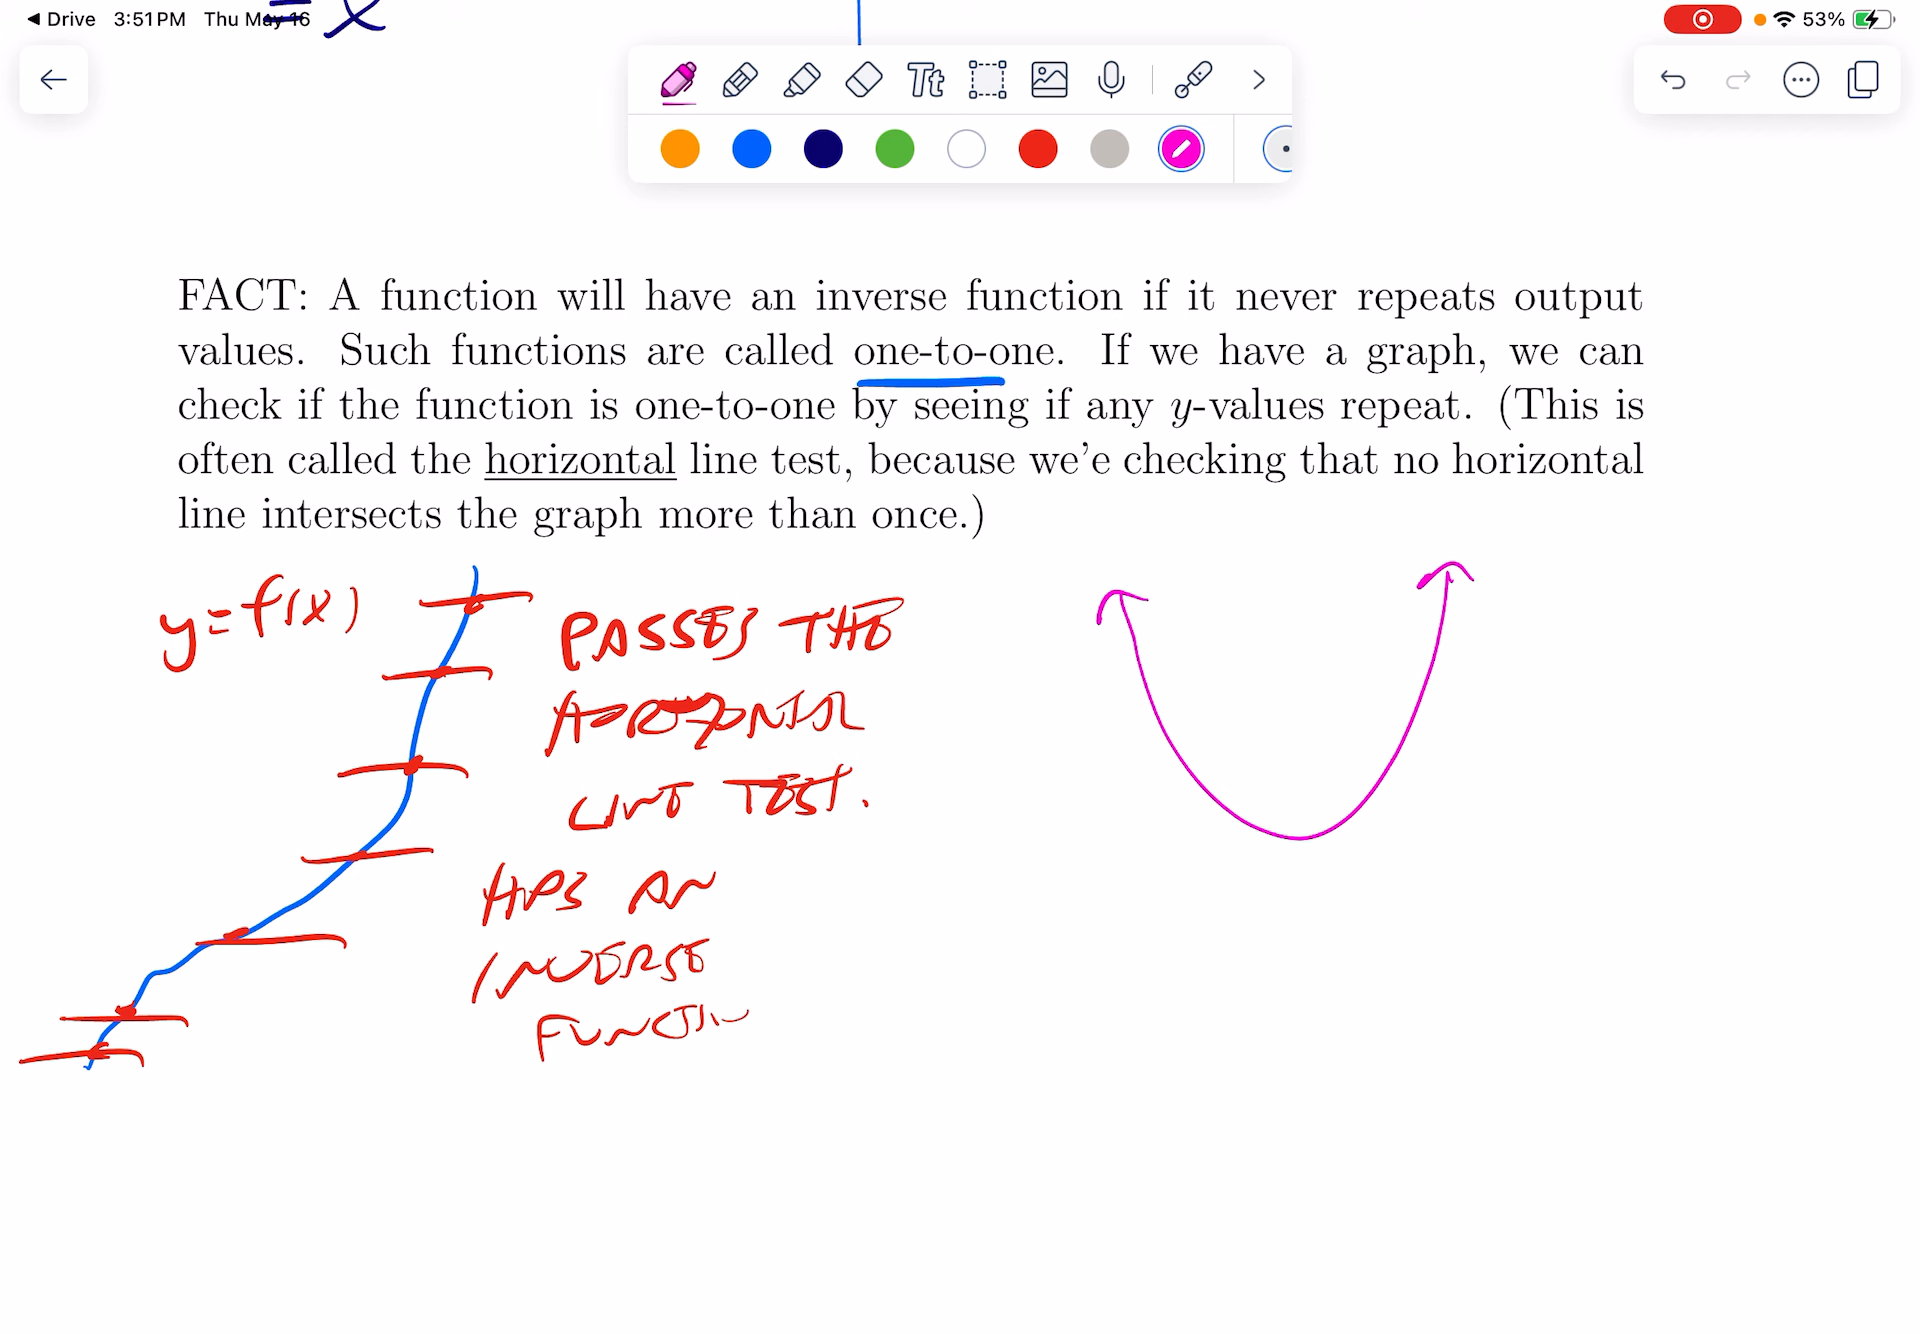 Drive 3:51 PM Thu May 16
= x
53%
Tt
FACT: A function will have an inverse function if it never repeats output
values. Such functions are called one-to-one. If we have a graph, we can
check if the function is one-to-one by seeing if any y-values repeat. (This is
often called the horizontal line test, because we'e checking that no horizontal
line intersects the graph more than once.)
y=f(x)
PASSES THE
HORIZONTAL
LINE TEST.
HAS AN
INVERSE
FUNCTION